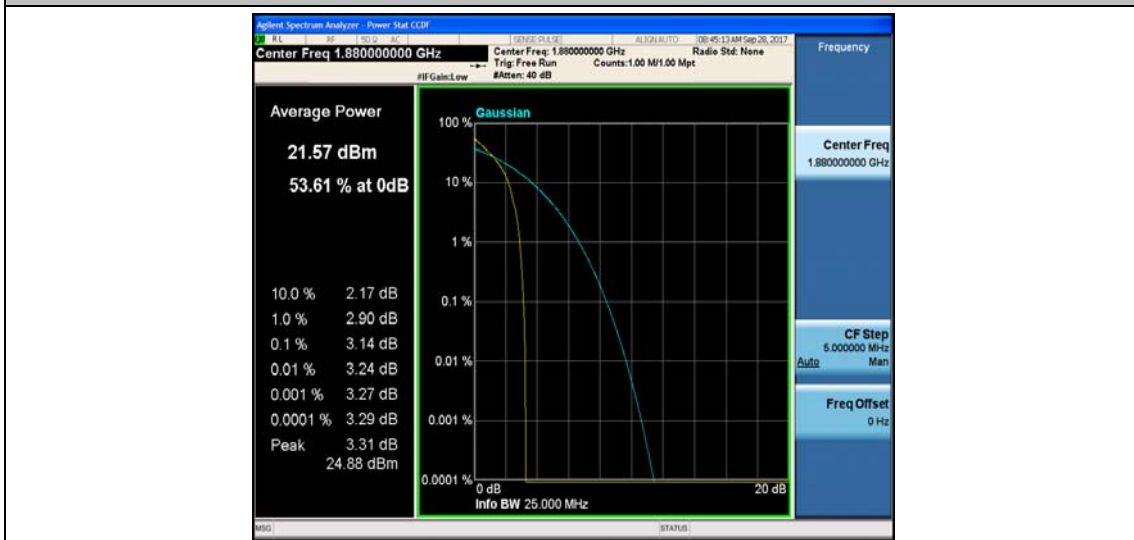 Agilent Spectrum Analyzer - Power Stat CCDF
RL RF 50 Ω AC SENSE:PULSE ALIGN AUTO 08:45:13 AM Sep 28, 2017
Center Freq 1.880000000 GHz
Center Freq: 1.880000000 GHz Radio Std: None
Trig: Free Run Counts:1.00 M/1.00 Mpt
#IFGain:Low #Atten: 40 dB
Frequency
Average Power
21.57 dBm
53.61 % at 0dB
10.0 % 2.17 dB
1.0 % 2.90 dB
0.1 % 3.14 dB
0.01 % 3.24 dB
0.001 % 3.27 dB
0.0001 % 3.29 dB
Peak 3.31 dB
24.88 dBm
Gaussian
100 %
10 %
1 %
0.1 %
0.01 %
0.001 %
0.0001 %
0 dB 20 dB
Info BW 25.000 MHz
Center Freq
1.880000000 GHz
CF Step
5.000000 MHz
Auto Man
Freq Offset
0 Hz
MSG STATUS